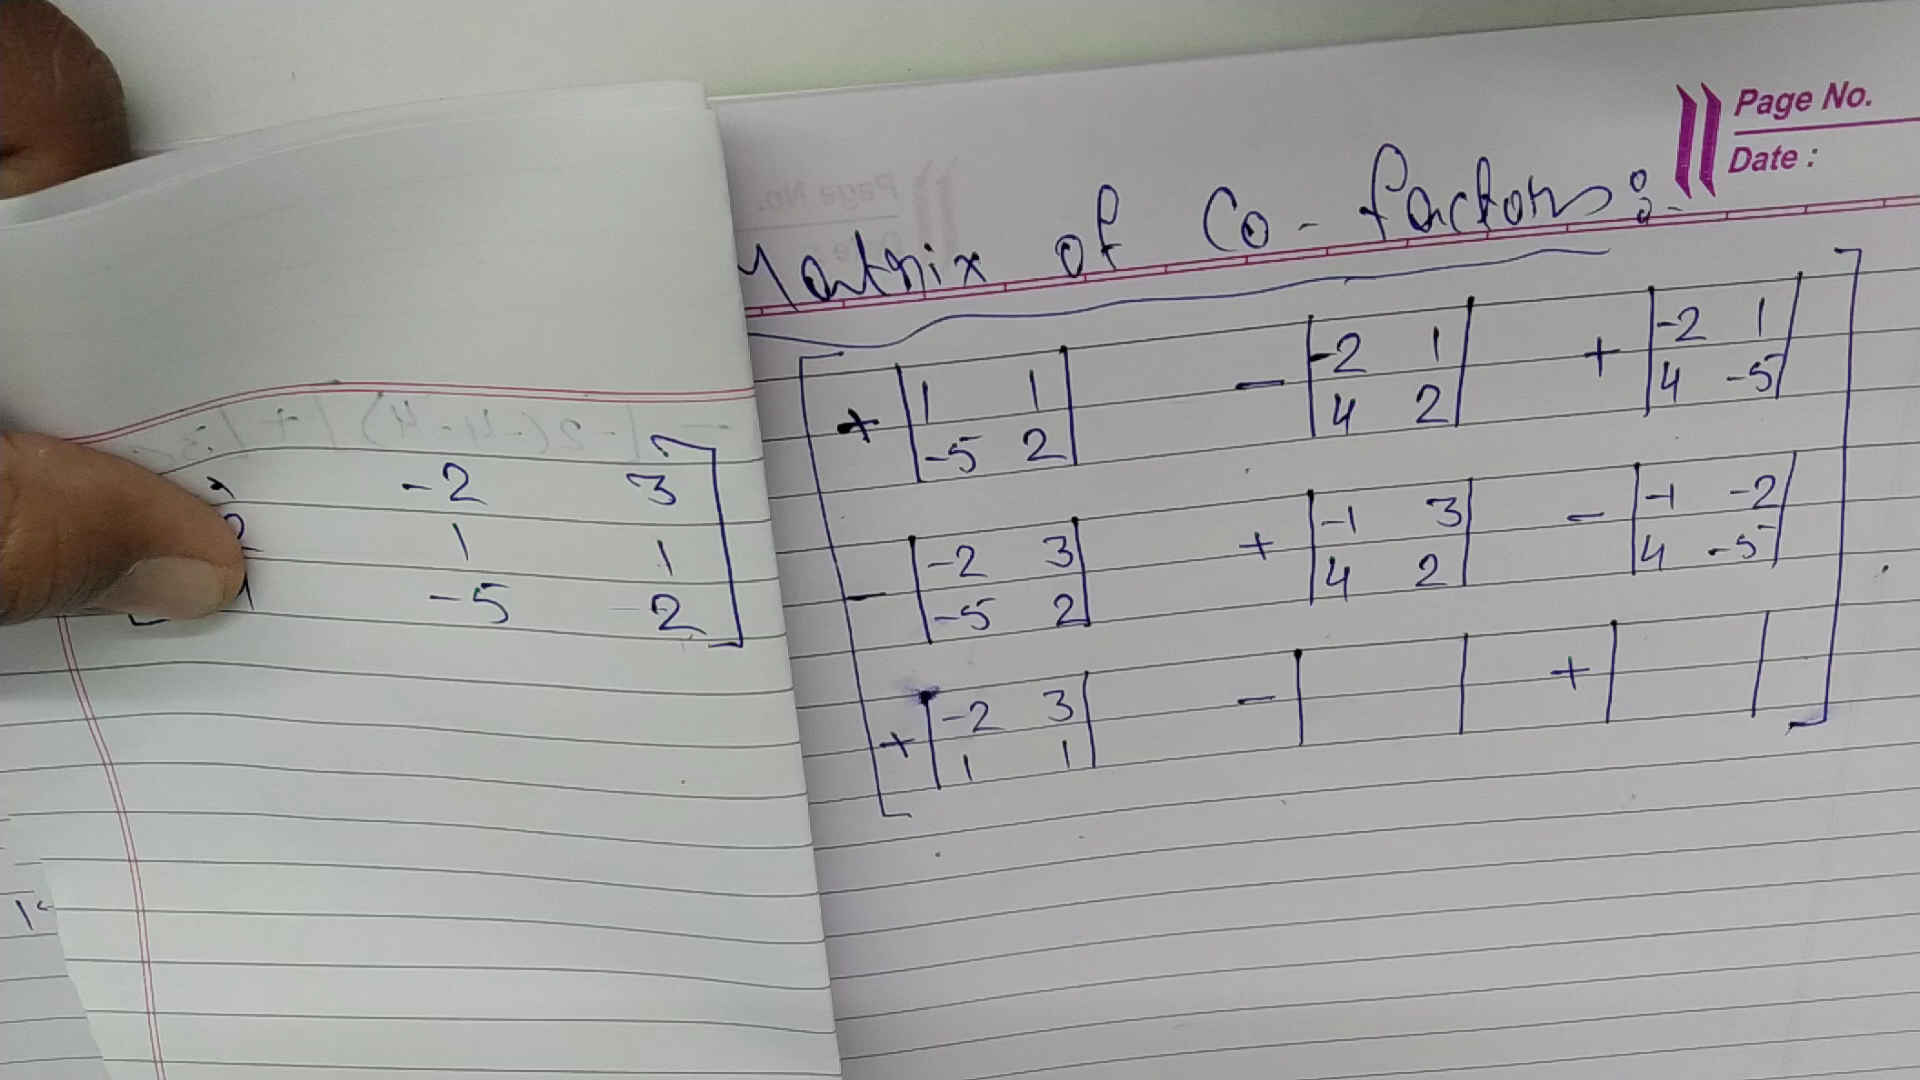 Page No.
Date :
Matrix of Co-factors:-
+ |1 1| - |-2 1| + |-2 1|
|-5 2| |4 2| |4 -5|
- |-2 3| + |-1 3| - |-1 -2|
|-5 2| |4 2| |4 -5|
+ |-2 3| - | | + | |
|1 1|
-2 3
1 1
-5 2